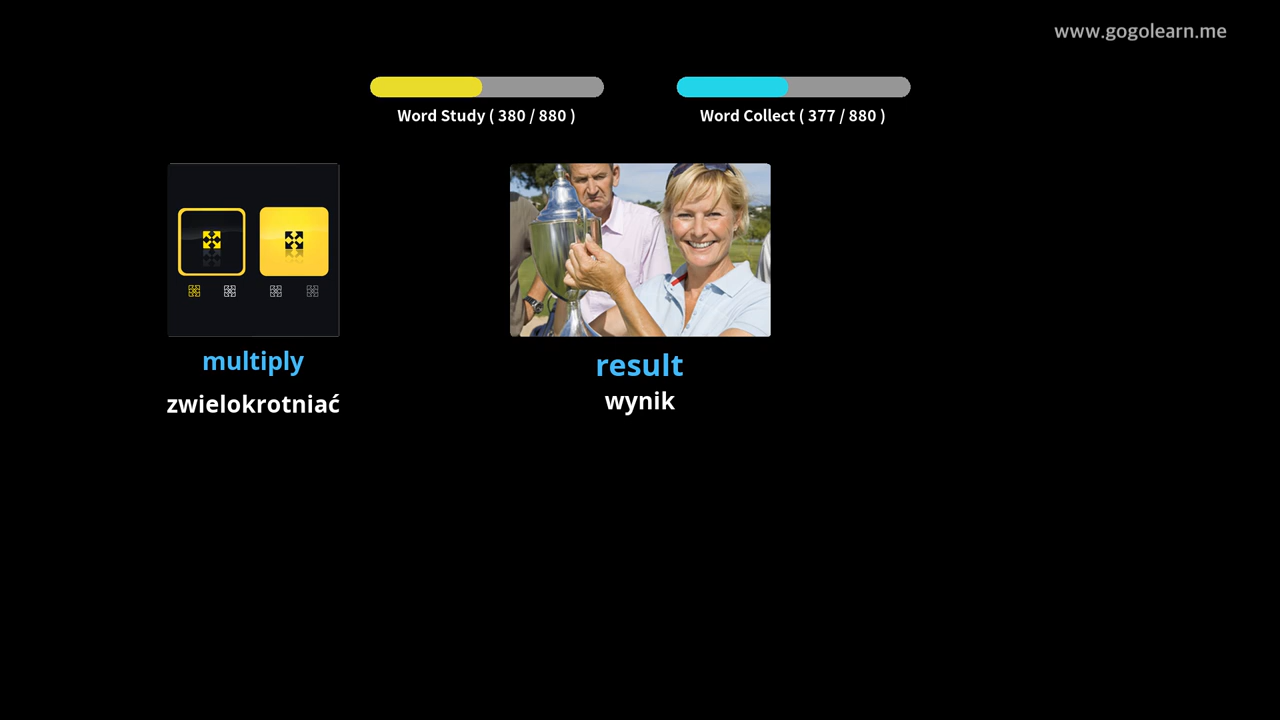 www.gogolearn.me
Word Study ( 380 / 880 )
Word Collect ( 377 / 880 )
multiply
zwielokrotniać
result
wynik